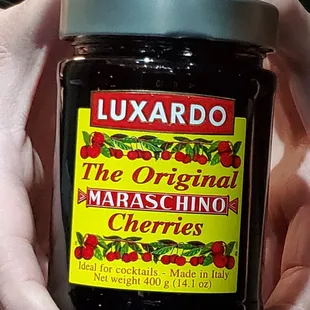 LUXARDO
The Original
MARASCHINO
Cherries
Ideal for cocktails - Made in Italy
Net weight 400 g (14.1 oz)